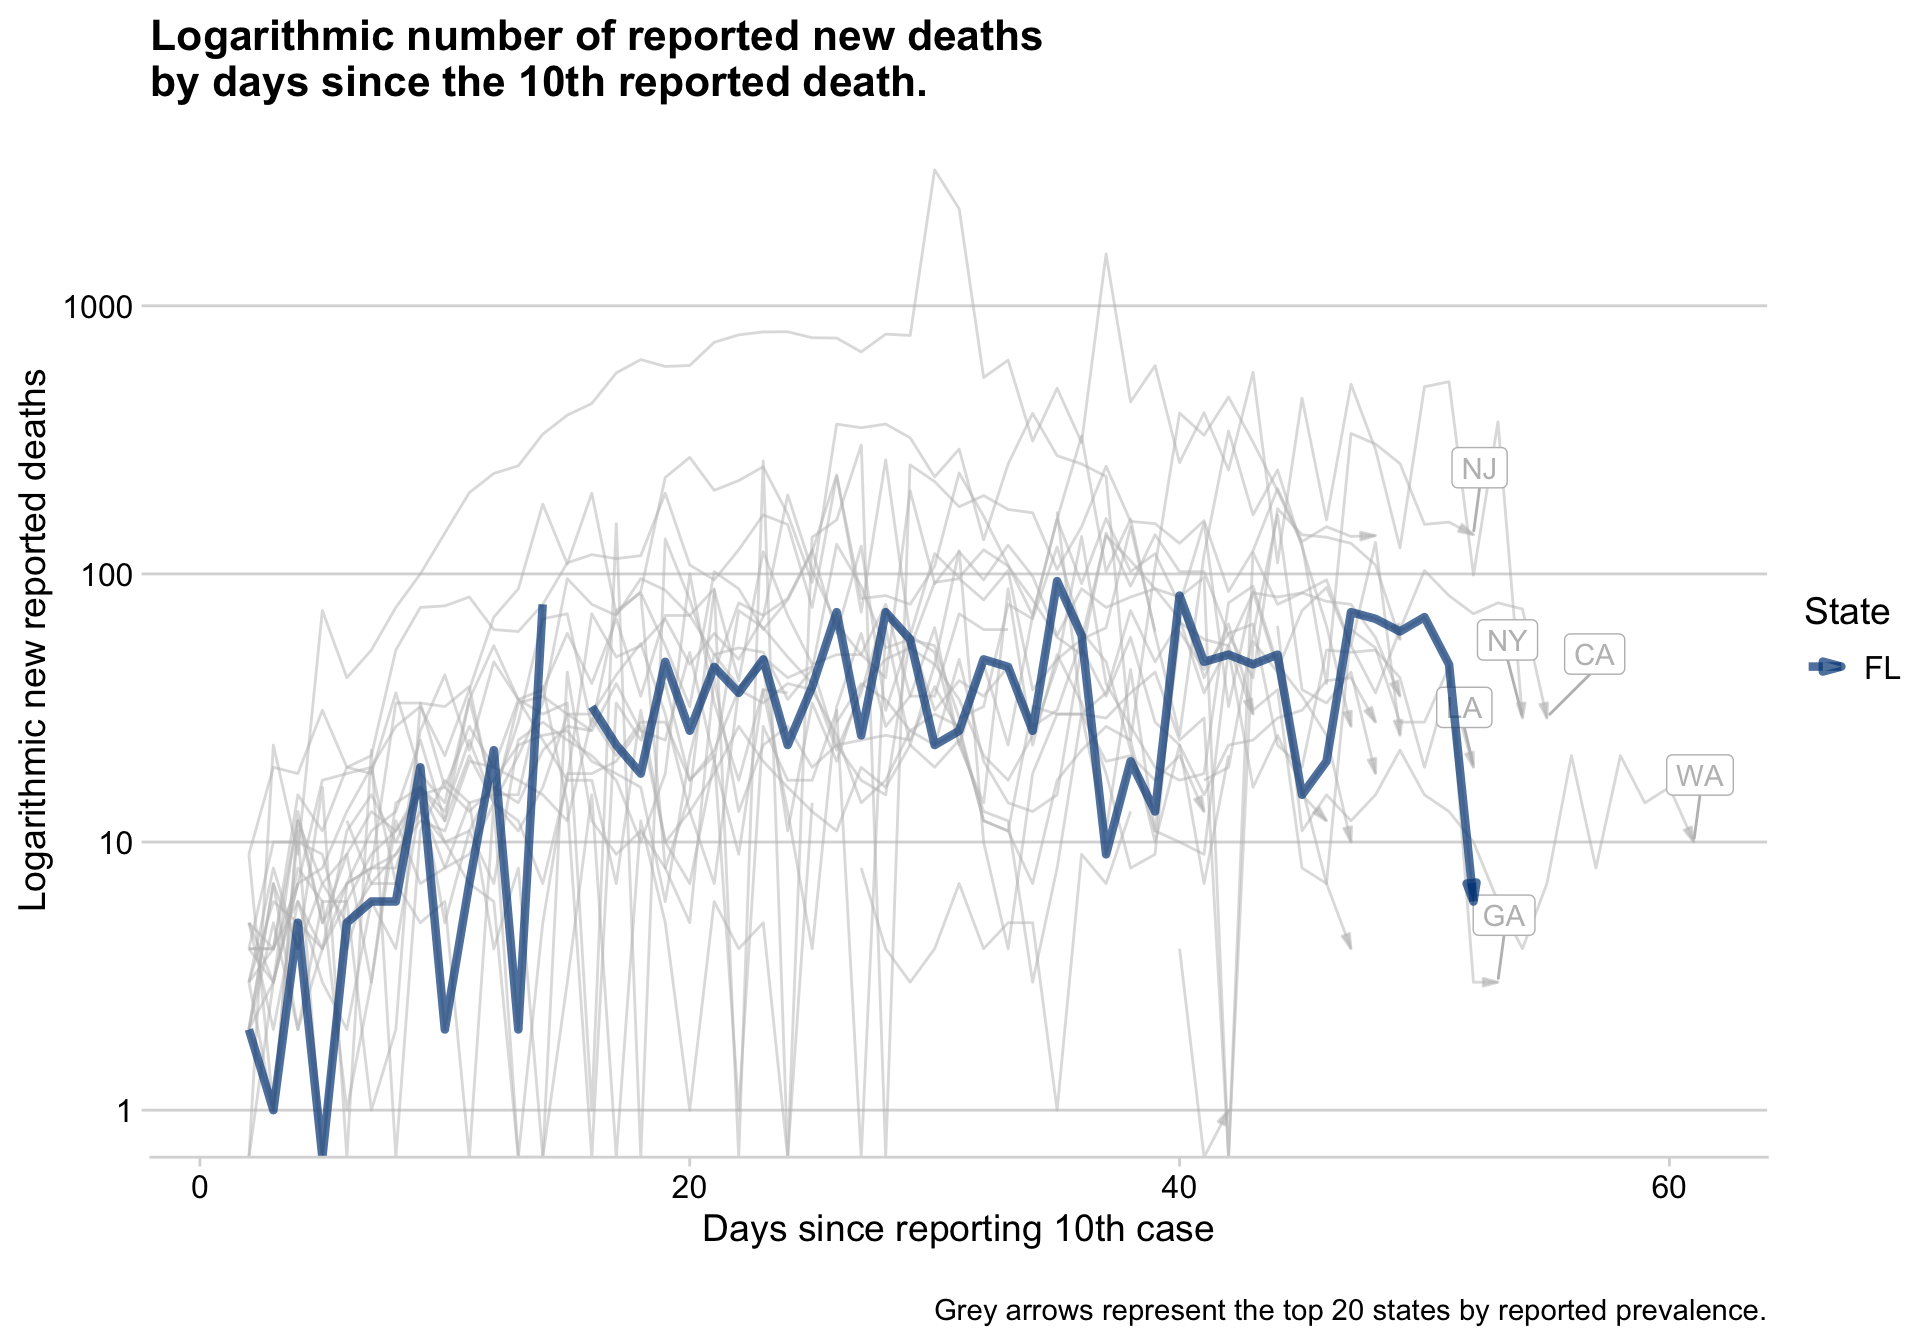 Logarithmic number of reported new deaths
by days since the 10th reported death.
Logarithmic new reported deaths
1000
100
10
1
NJ
NY
CA
LA
WA
GA
State
FL
0
20
40
60
Days since reporting 10th case
Grey arrows represent the top 20 states by reported prevalence.